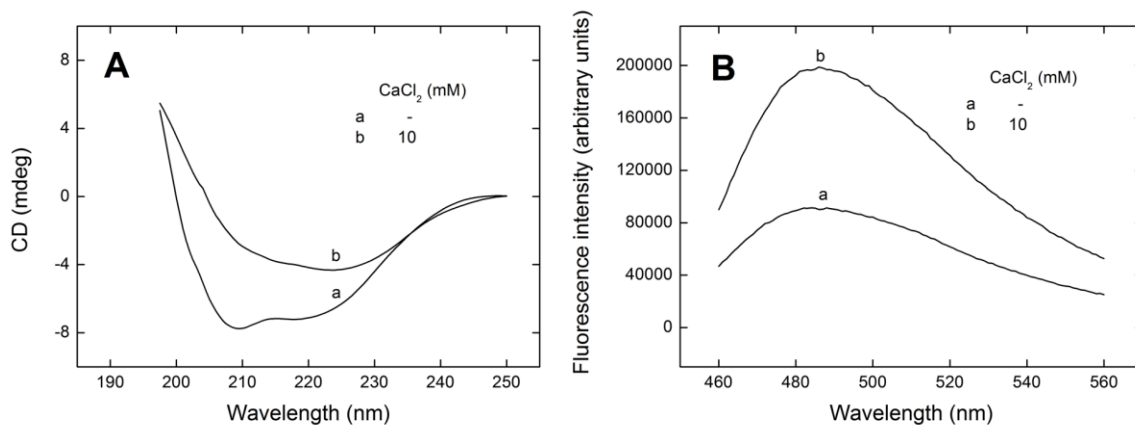 A
CaCl2 (mM)
a -
b 10
b
a
8
4
0
-4
-8
CD (mdeg)
190 200 210 220 230 240 250
Wavelength (nm)
B
CaCl2 (mM)
a -
b 10
b
a
200000
160000
120000
80000
40000
0
Fluorescence intensity (arbitrary units)
460 480 500 520 540 560
Wavelength (nm)